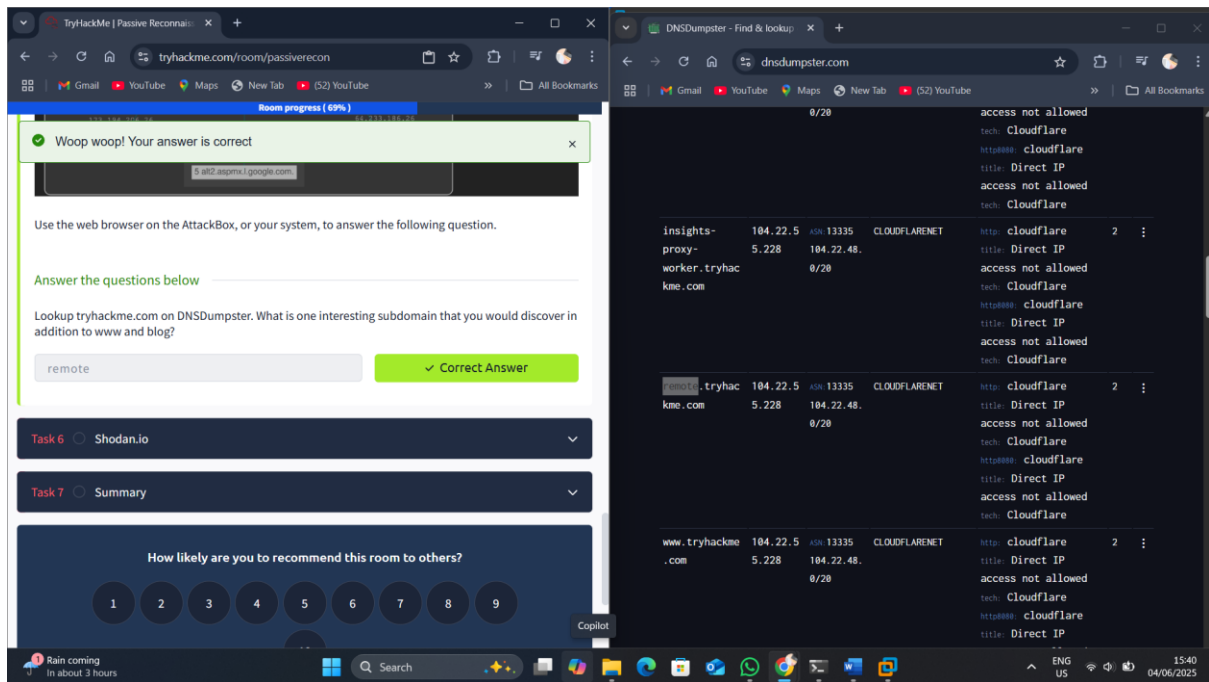 TryHackMe | Passive Reconnais
tryhackme.com/room/passiverecon
Gmail YouTube Maps New Tab (52) YouTube » All Bookmarks
Room progress ( 69% )
Woop woop! Your answer is correct
5 alt2.aspmx.l.google.com.
Use the web browser on the AttackBox, or your system, to answer the following question.
Answer the questions below
Lookup tryhackme.com on DNSDumpster. What is one interesting subdomain that you would discover in
addition to www and blog?
remote
Correct Answer
Task 6 Shodan.io
Task 7 Summary
How likely are you to recommend this room to others?
1 2 3 4 5 6 7 8 9
Copilot
DNSDumpster - Find & lookup
dnsdumpster.com
Gmail YouTube Maps New Tab (52) YouTube » All Bookmarks
0/20 access not allowed
tech: Cloudflare
http8080: cloudflare
title: Direct IP
access not allowed
tech: Cloudflare
insights- 104.22.5 ASN:13335 CLOUDFLARENET http: cloudflare 2
proxy- 5.228 104.22.48. title: Direct IP
worker.tryhac 0/20 access not allowed
kme.com tech: Cloudflare
http8080: cloudflare
title: Direct IP
access not allowed
tech: Cloudflare
remote.tryhac 104.22.5 ASN:13335 CLOUDFLARENET http: cloudflare 2
kme.com 5.228 104.22.48. title: Direct IP
0/20 access not allowed
tech: Cloudflare
http8080: cloudflare
title: Direct IP
access not allowed
tech: Cloudflare
www.tryhackme 104.22.5 ASN:13335 CLOUDFLARENET http: cloudflare 2
.com 5.228 104.22.48. title: Direct IP
0/20 access not allowed
tech: Cloudflare
http8080: cloudflare
title: Direct IP
1 Rain coming
In about 3 hours
Search
ENG
US
15:40
04/06/2025